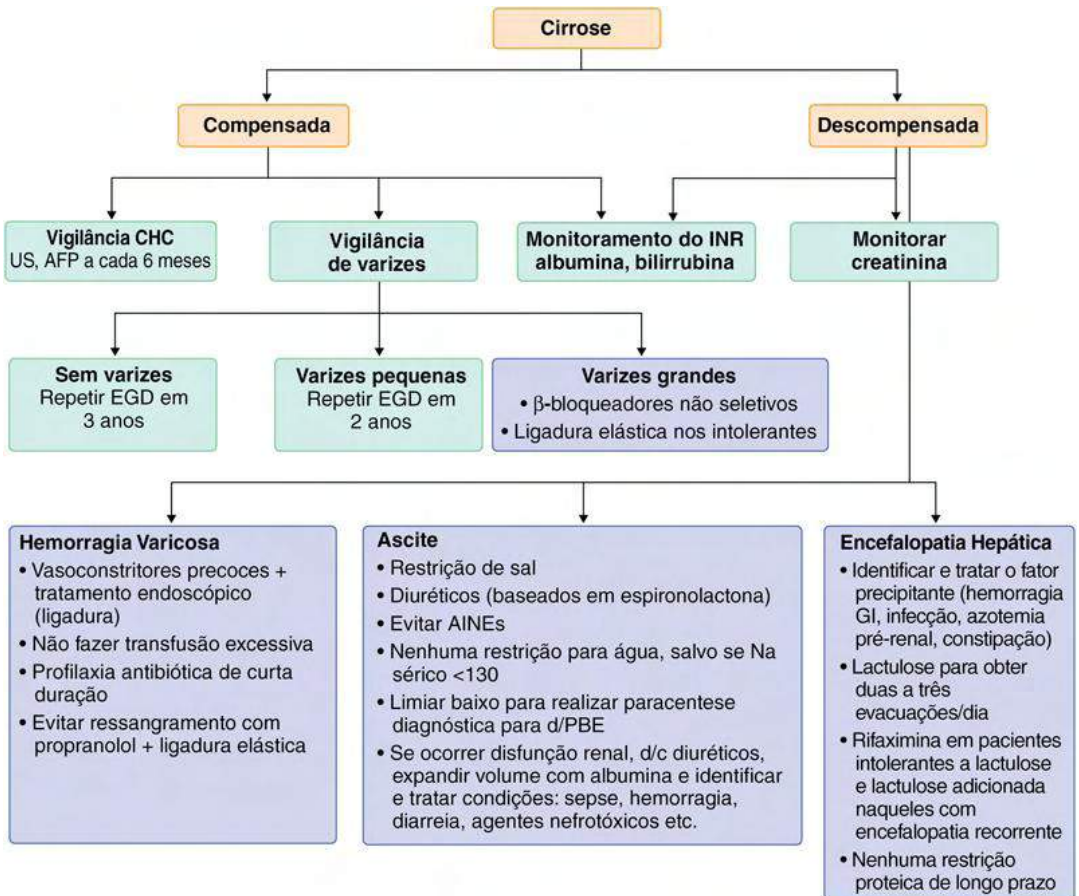 Cirrose
Compensada
Descompensada
Vigilância CHC
US, AFP a cada 6 meses
Vigilância
de varizes
Monitoramento do INR
albumina, bilirrubina
Monitorar
creatinina
Sem varizes
Repetir EGD em
3 anos
Varizes pequenas
Repetir EGD em
2 anos
Varizes grandes
• β-bloqueadores não seletivos
• Ligadura elástica nos intolerantes
Hemorragia Varicosa
• Vasoconstritores precoces +
tratamento endoscópico
(ligadura)
• Não fazer transfusão excessiva
• Profilaxia antibiótica de curta
duração
• Evitar ressangramento com
propranolol + ligadura elástica
Ascite
• Restrição de sal
• Diuréticos (baseados em espironolactona)
• Evitar AINEs
• Nenhuma restrição para água, salvo se Na
sérico <130
• Limiar baixo para realizar paracentese
diagnóstica para d/PBE
• Se ocorrer disfunção renal, d/c diuréticos,
expandir volume com albumina e identificar
e tratar condições: sepse, hemorragia,
diarreia, agentes nefrotóxicos etc.
Encefalopatia Hepática
• Identificar e tratar o fator
precipitante (hemorragia
GI, infecção, azotemia
pré-renal, constipação)
• Lactulose para obter
duas a três
evacuações/dia
• Rifaximina em pacientes
intolerantes a lactulose
e lactulose adicionada
naqueles com
encefalopatia recorrente
• Nenhuma restrição
proteica de longo prazo